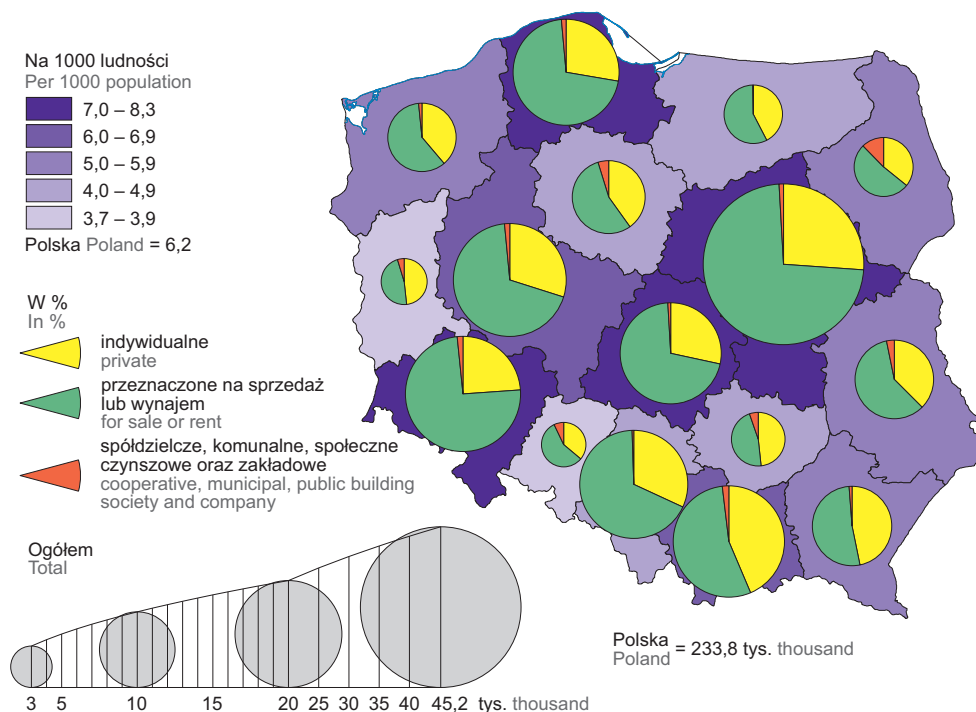 Na 1000 ludności
Per 1000 population
7,0 – 8,3
6,0 – 6,9
5,0 – 5,9
4,0 – 4,9
3,7 – 3,9
Polska Poland = 6,2
W %
In %
indywidualne
private
przeznaczone na sprzedaż
lub wynajem
for sale or rent
spółdzielcze, komunalne, społeczne
czynszowe oraz zakładowe
cooperative, municipal, public building
society and company
Ogółem
Total
3 5 10 15 20 25 30 35 40 45,2 tys. thousand
Polska
Poland = 233,8 tys. thousand